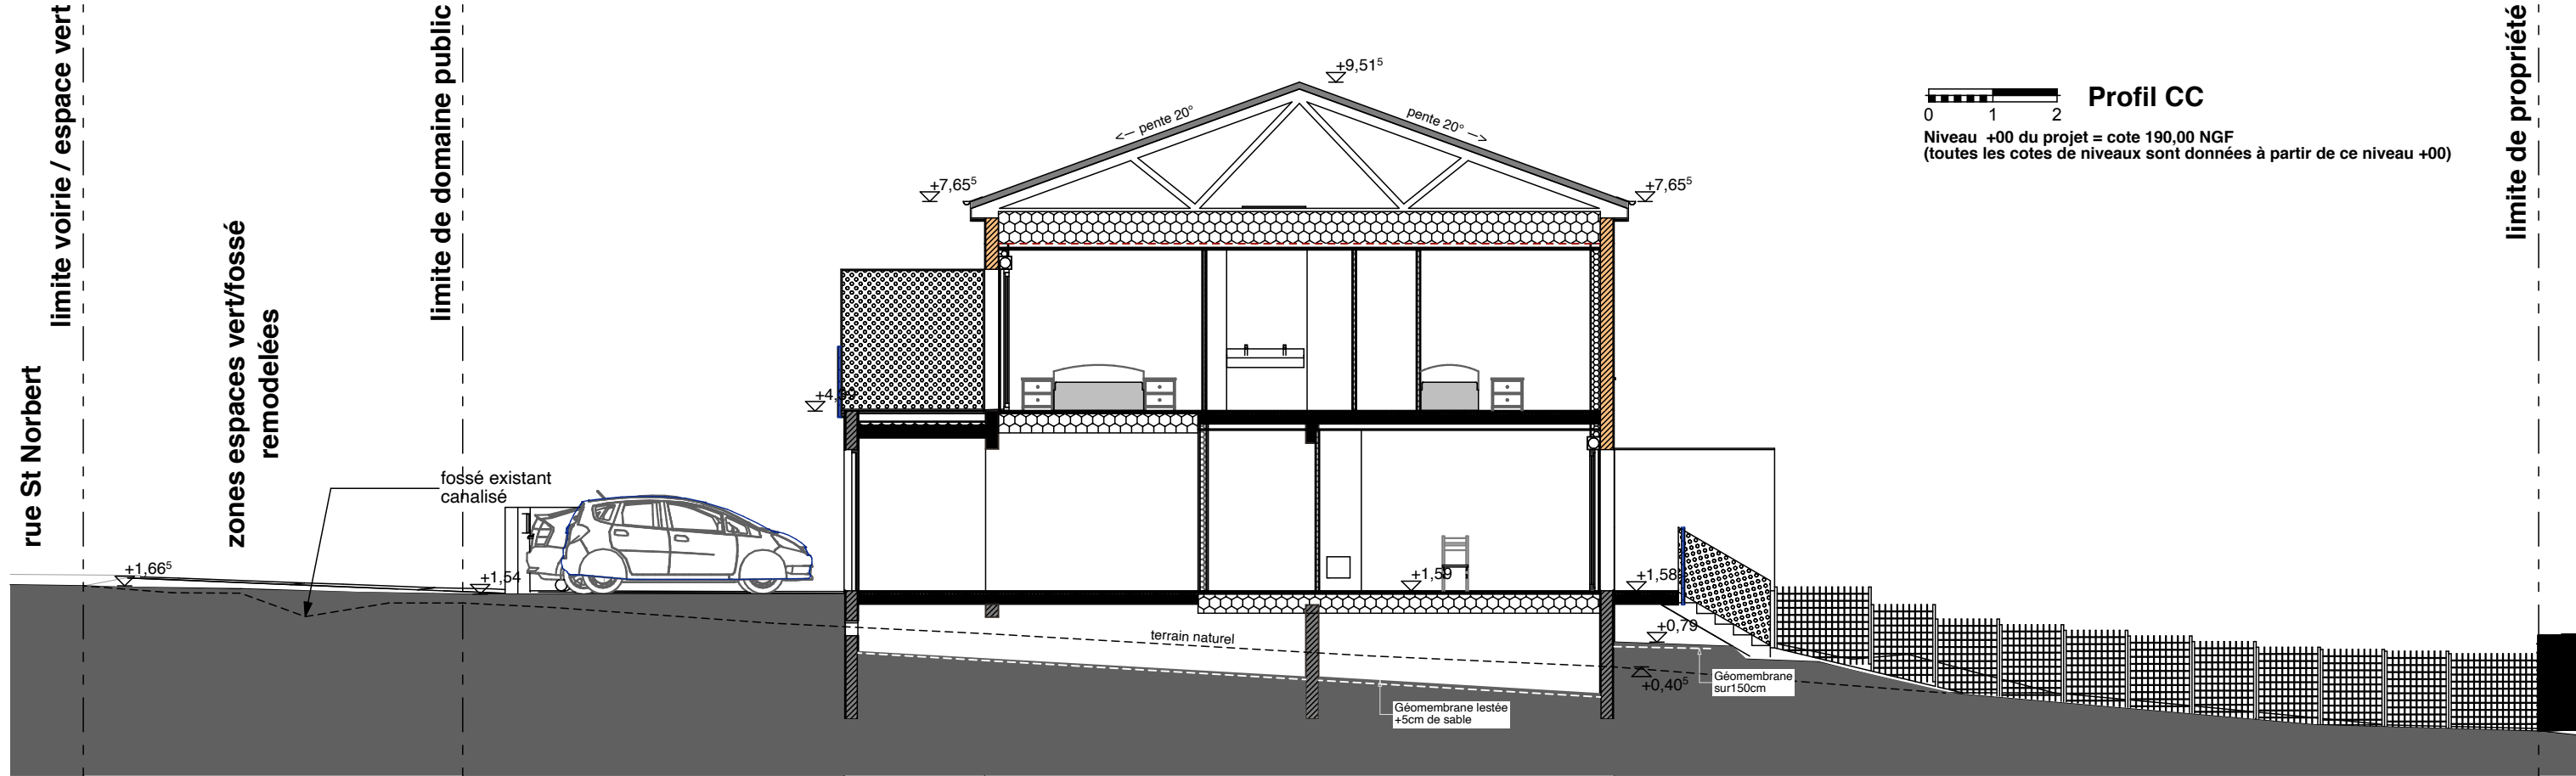 rue St Norbert
limite voirie / espace vert
zones espaces vert/fossé
remodelées
limite de domaine public
fossé existant
canalisé
+1,66⁵
+1,54
+9,51⁵
<-- pente 20°
pente 20° -->
+7,65⁵
+7,65⁵
+1,59
+1,58
+0,79
+0,40⁵
terrain naturel
Géomembrane lestée
+5cm de sable
Géomembrane
sur150cm
0 1 2
Profil CC
Niveau +00 du projet = cote 190,00 NGF
(toutes les cotes de niveaux sont données à partir de ce niveau +00)
limite de propriété